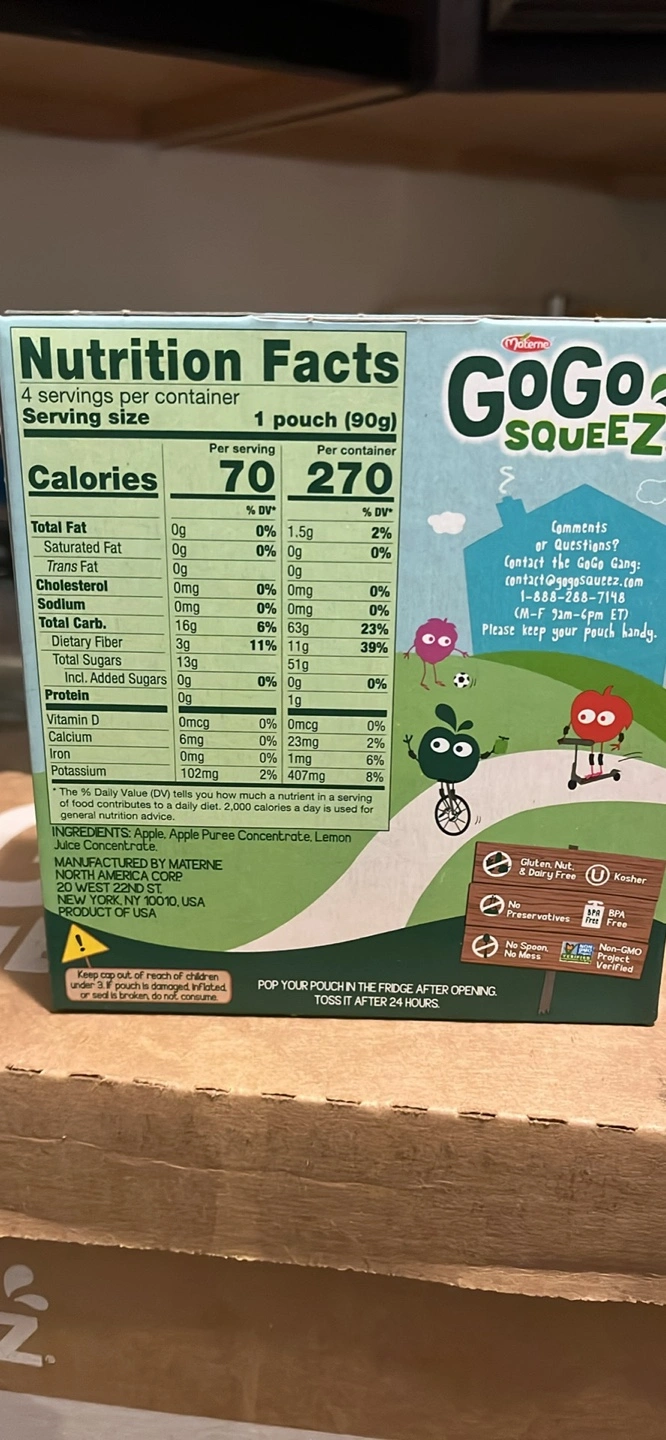 Nutrition Facts
4 servings per container
Serving size 1 pouch (90g)
Per serving Per container
Calories 70 270
% DV* % DV*
Total Fat 0g 0% 1.5g 2%
Saturated Fat 0g 0% 0g 0%
Trans Fat 0g 0g
Cholesterol 0mg 0% 0mg 0%
Sodium 0mg 0% 0mg 0%
Total Carb. 16g 6% 63g 23%
Dietary Fiber 3g 11% 11g 39%
Total Sugars 13g 51g
Incl. Added Sugars 0g 0% 0g 0%
Protein 0g 1g
Vitamin D 0mcg 0% 0mcg 0%
Calcium 6mg 0% 23mg 2%
Iron 0mg 0% 1mg 6%
Potassium 102mg 2% 407mg 8%
* The % Daily Value (DV) tells you how much a nutrient in a serving
of food contributes to a daily diet. 2,000 calories a day is used for
general nutrition advice.
INGREDIENTS: Apple, Apple Puree Concentrate, Lemon
Juice Concentrate.
MANUFACTURED BY MATERNE
NORTH AMERICA CORP
20 WEST 22ND ST.
NEW YORK, NY 10010, USA
PRODUCT OF USA
!
Keep cap out of reach of children
under 3. If pouch is damaged, inflated,
or seal is broken, do not consume.
POP YOUR POUCH IN THE FRIDGE AFTER OPENING.
TOSS IT AFTER 24 HOURS.
Materne
GoGo
SQUEEZ
Comments
or Questions?
Contact the GoGo Gang:
contact@gogosqueez.com
1-888-288-7148
(M-F 9am-6pm ET)
Please keep your pouch handy.
Gluten, Nut,
& Dairy Free
U Kosher
No
Preservatives
BPA
Free
BPA
Free
No Spoon,
No Mess
VERIFIED
Non-GMO
Project
Verified
Z.